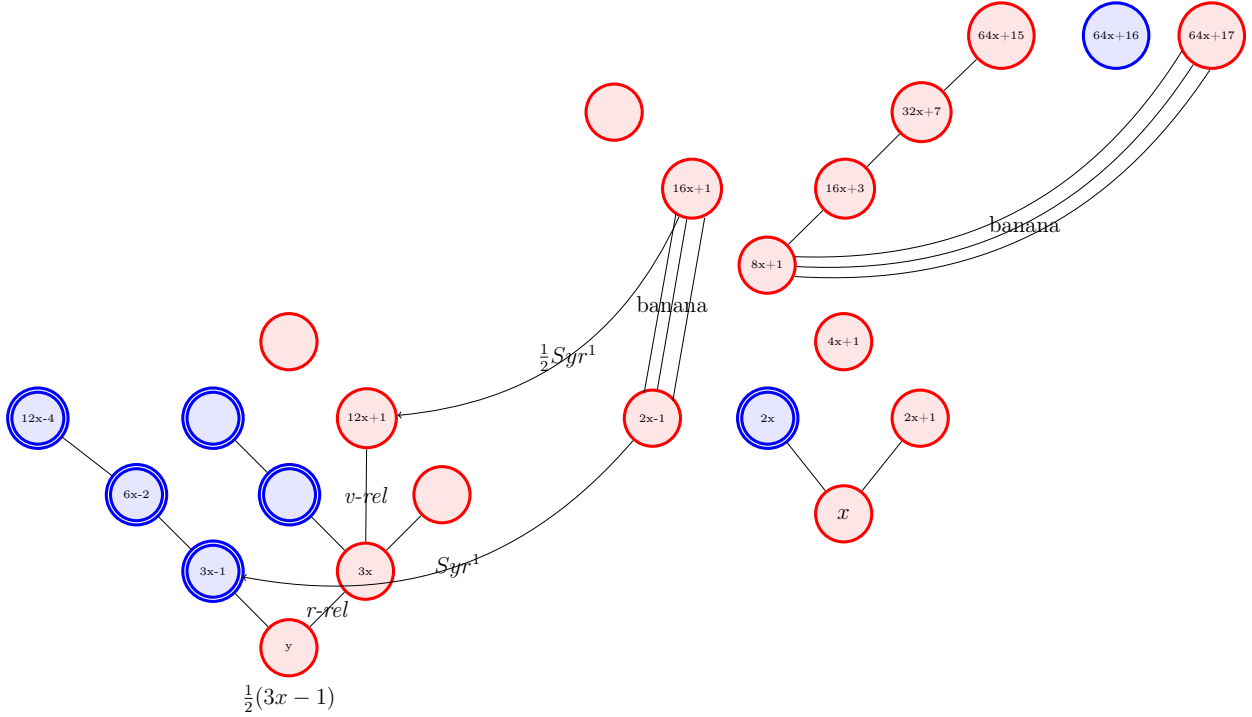 64x+15
64x+16
64x+17
32x+7
16x+1
16x+3
banana
8x+1
banana
4x+1
½Syr¹
12x-4
12x+1
2x-1
2x
2x+1
6x-2
v-rel
x
3x-1
3x
Syr¹
r-rel
y
½(3x − 1)